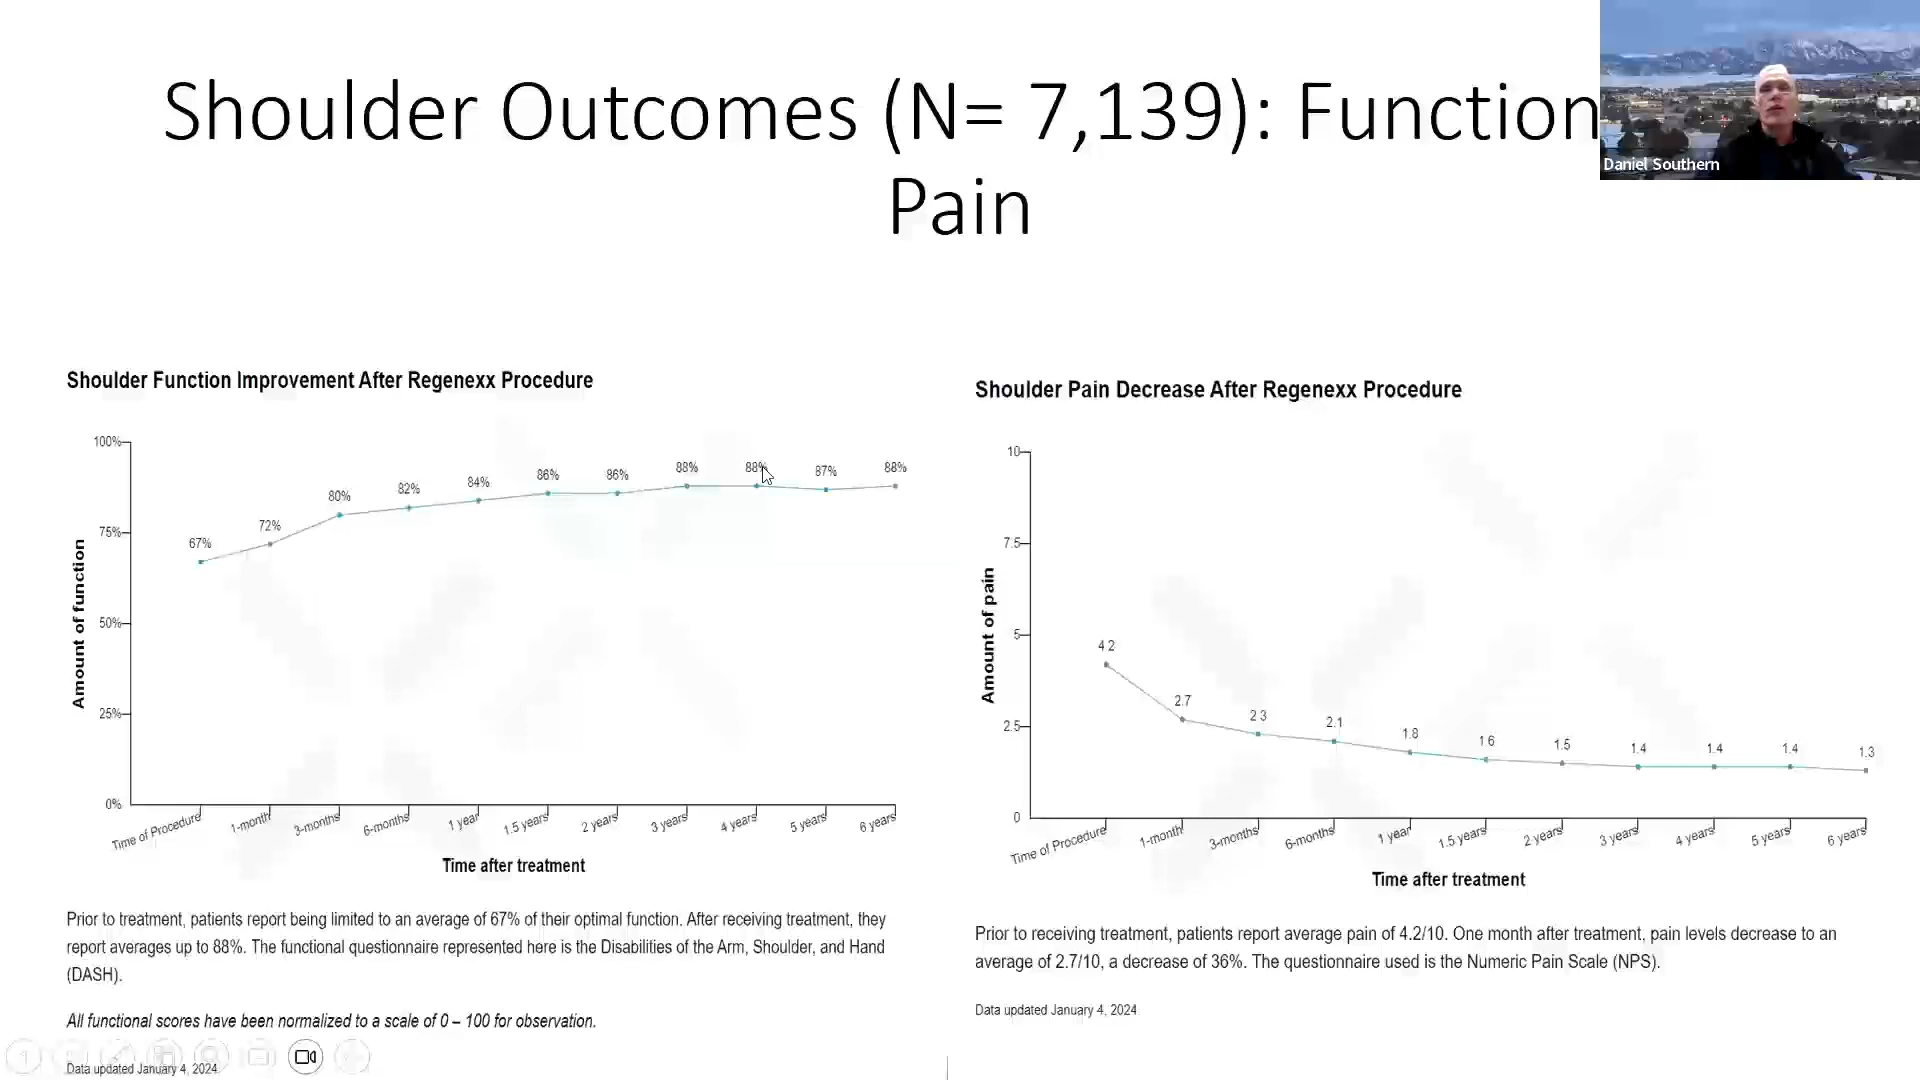 Shoulder Outcomes (N= 7,139): Function
Pain
Daniel Southern
Shoulder Function Improvement After Regenexx Procedure
100%
75%
50%
25%
0%
Amount of function
67%
72%
80%
82%
84%
86%
86%
88%
88%
87%
88%
Time of Procedure
1-month
3-months
6-months
1 year
1.5 years
2 years
3 years
4 years
5 years
6 years
Time after treatment
Prior to treatment, patients report being limited to an average of 67% of their optimal function. After receiving treatment, they
report averages up to 88%. The functional questionnaire represented here is the Disabilities of the Arm, Shoulder, and Hand
(DASH).
All functional scores have been normalized to a scale of 0 – 100 for observation.
Data updated January 4, 2024
Shoulder Pain Decrease After Regenexx Procedure
10
7.5
5
2.5
0
Amount of pain
4.2
2.7
2.3
2.1
1.8
1.6
1.5
1.4
1.4
1.4
1.3
Time of Procedure
1-month
3-months
6-months
1 year
1.5 years
2 years
3 years
4 years
5 years
6 years
Time after treatment
Prior to receiving treatment, patients report average pain of 4.2/10. One month after treatment, pain levels decrease to an
average of 2.7/10, a decrease of 36%. The questionnaire used is the Numeric Pain Scale (NPS).
Data updated January 4, 2024